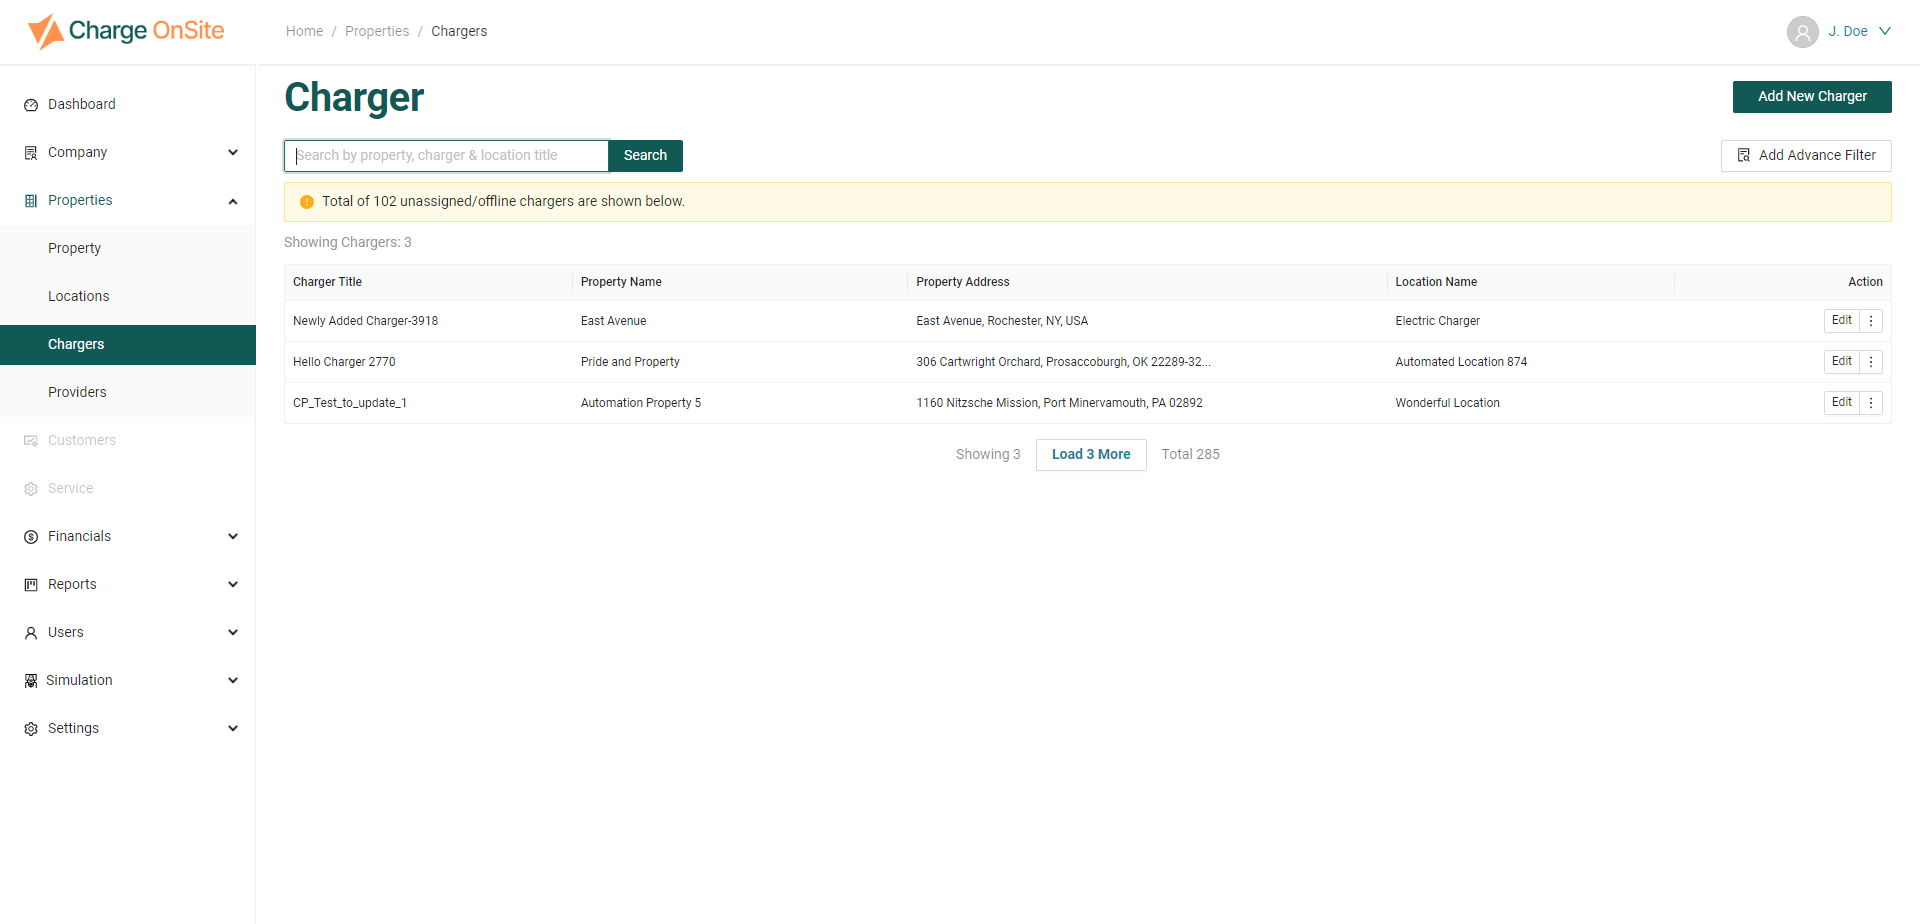 Charge OnSite
Home / Properties / Chargers
J. Doe
Dashboard
Company
Properties
Property
Locations
Chargers
Providers
Customers
Service
Financials
Reports
Users
Simulation
Settings
Charger
Add New Charger
Search by property, charger & location title
Search
Add Advance Filter
Total of 102 unassigned/offline chargers are shown below.
Showing Chargers: 3
Charger Title Property Name Property Address Location Name Action
Newly Added Charger-3918 East Avenue East Avenue, Rochester, NY, USA Electric Charger Edit
Hello Charger 2770 Pride and Property 306 Cartwright Orchard, Prosaccoburgh, OK 22289-32... Automated Location 874 Edit
CP_Test_to_update_1 Automation Property 5 1160 Nitzsche Mission, Port Minervamouth, PA 02892 Wonderful Location Edit
Showing 3 Load 3 More Total 285